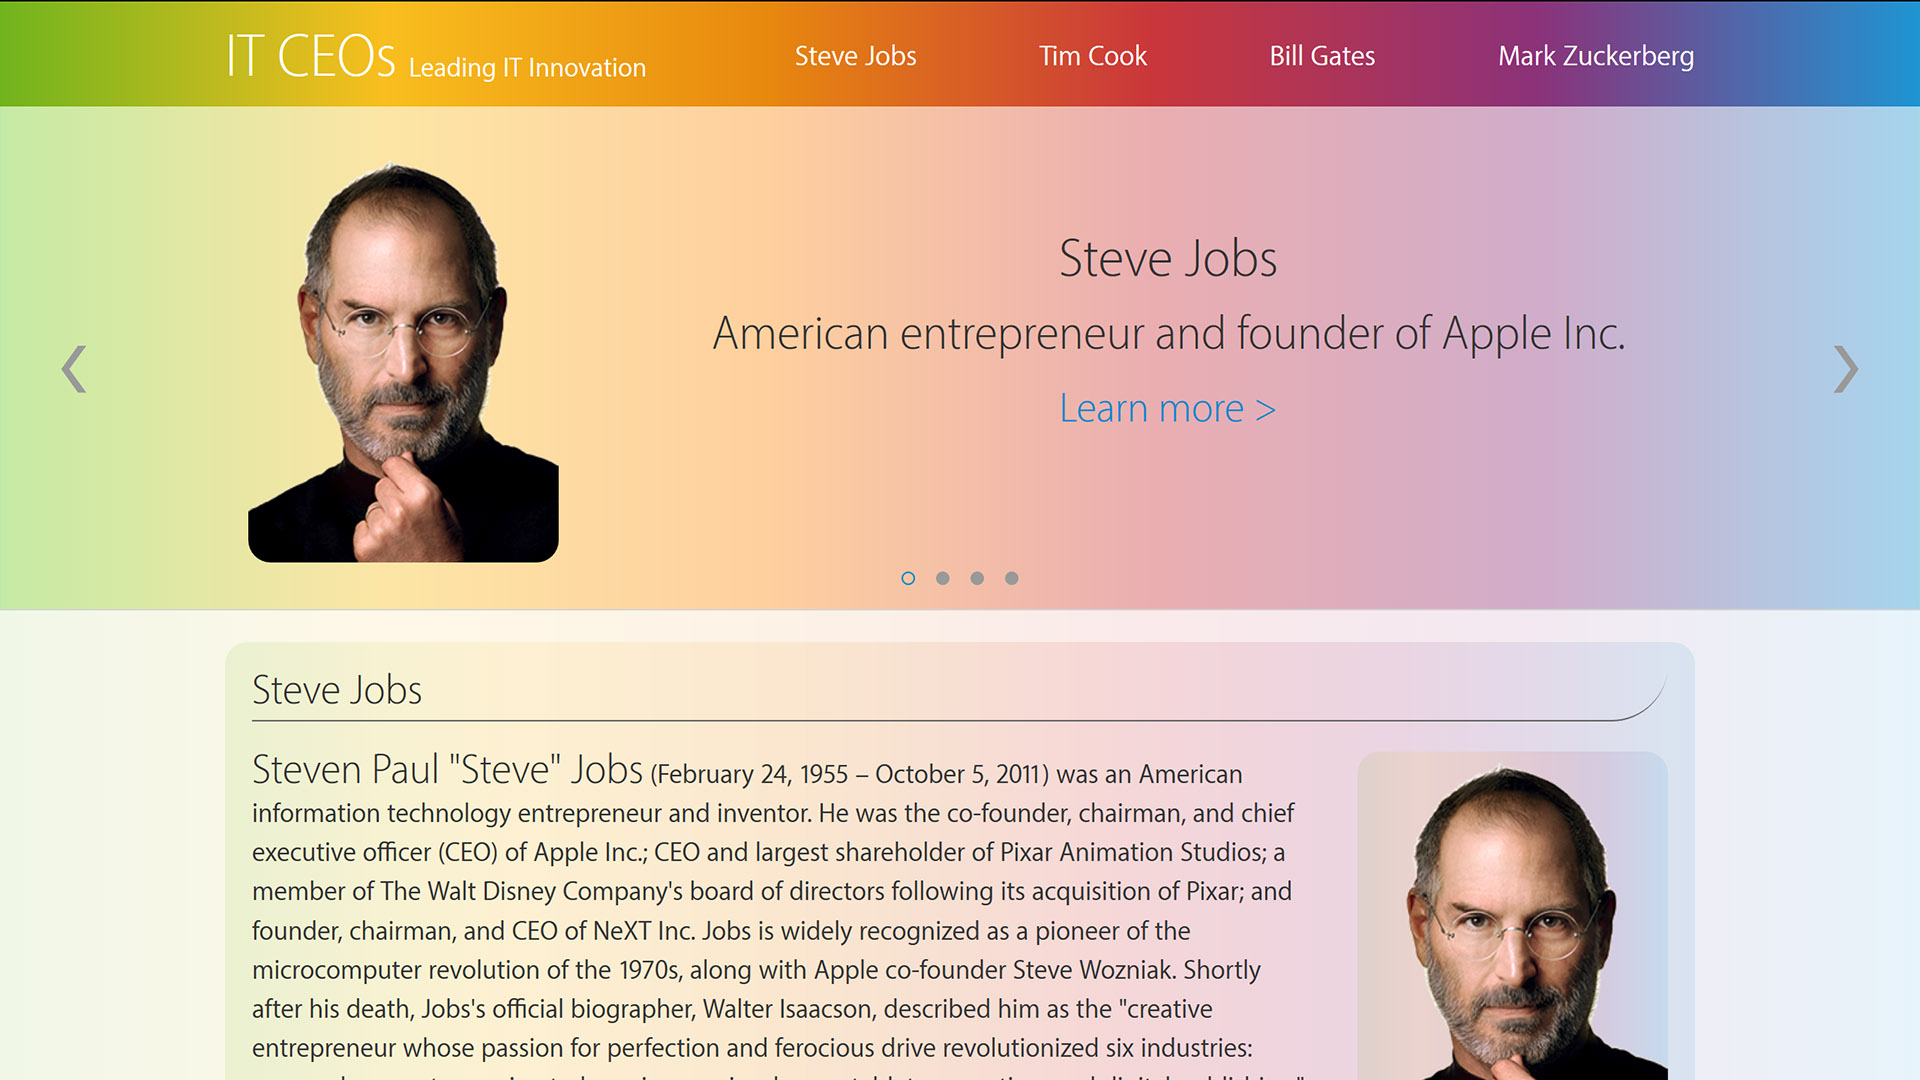 IT CEOs Leading IT Innovation
Steve Jobs
Tim Cook
Bill Gates
Mark Zuckerberg
Steve Jobs
American entrepreneur and founder of Apple Inc.
Learn more >
Steve Jobs
Steven Paul "Steve" Jobs (February 24, 1955 – October 5, 2011) was an American
information technology entrepreneur and inventor. He was the co-founder, chairman, and chief
executive officer (CEO) of Apple Inc.; CEO and largest shareholder of Pixar Animation Studios; a
member of The Walt Disney Company's board of directors following its acquisition of Pixar; and
founder, chairman, and CEO of NeXT Inc. Jobs is widely recognized as a pioneer of the
microcomputer revolution of the 1970s, along with Apple co-founder Steve Wozniak. Shortly
after his death, Jobs's official biographer, Walter Isaacson, described him as the "creative
entrepreneur whose passion for perfection and ferocious drive revolutionized six industries: